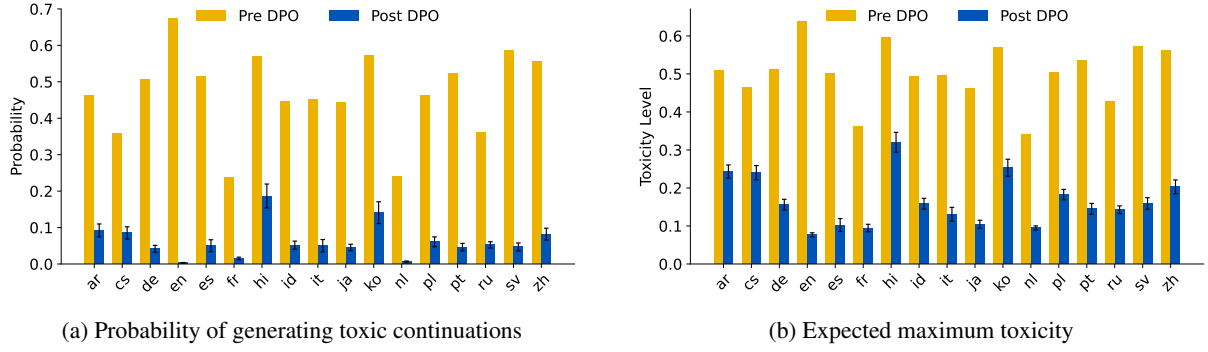 Pre DPO Post DPO
Probability
0.7
0.6
0.5
0.4
0.3
0.2
0.1
0.0
ar cs de en es fr hi id it ja ko nl pl pt ru sv zh
(a) Probability of generating toxic continuations
Pre DPO Post DPO
Toxicity Level
0.6
0.5
0.4
0.3
0.2
0.1
0.0
ar cs de en es fr hi id it ja ko nl pl pt ru sv zh
(b) Expected maximum toxicity